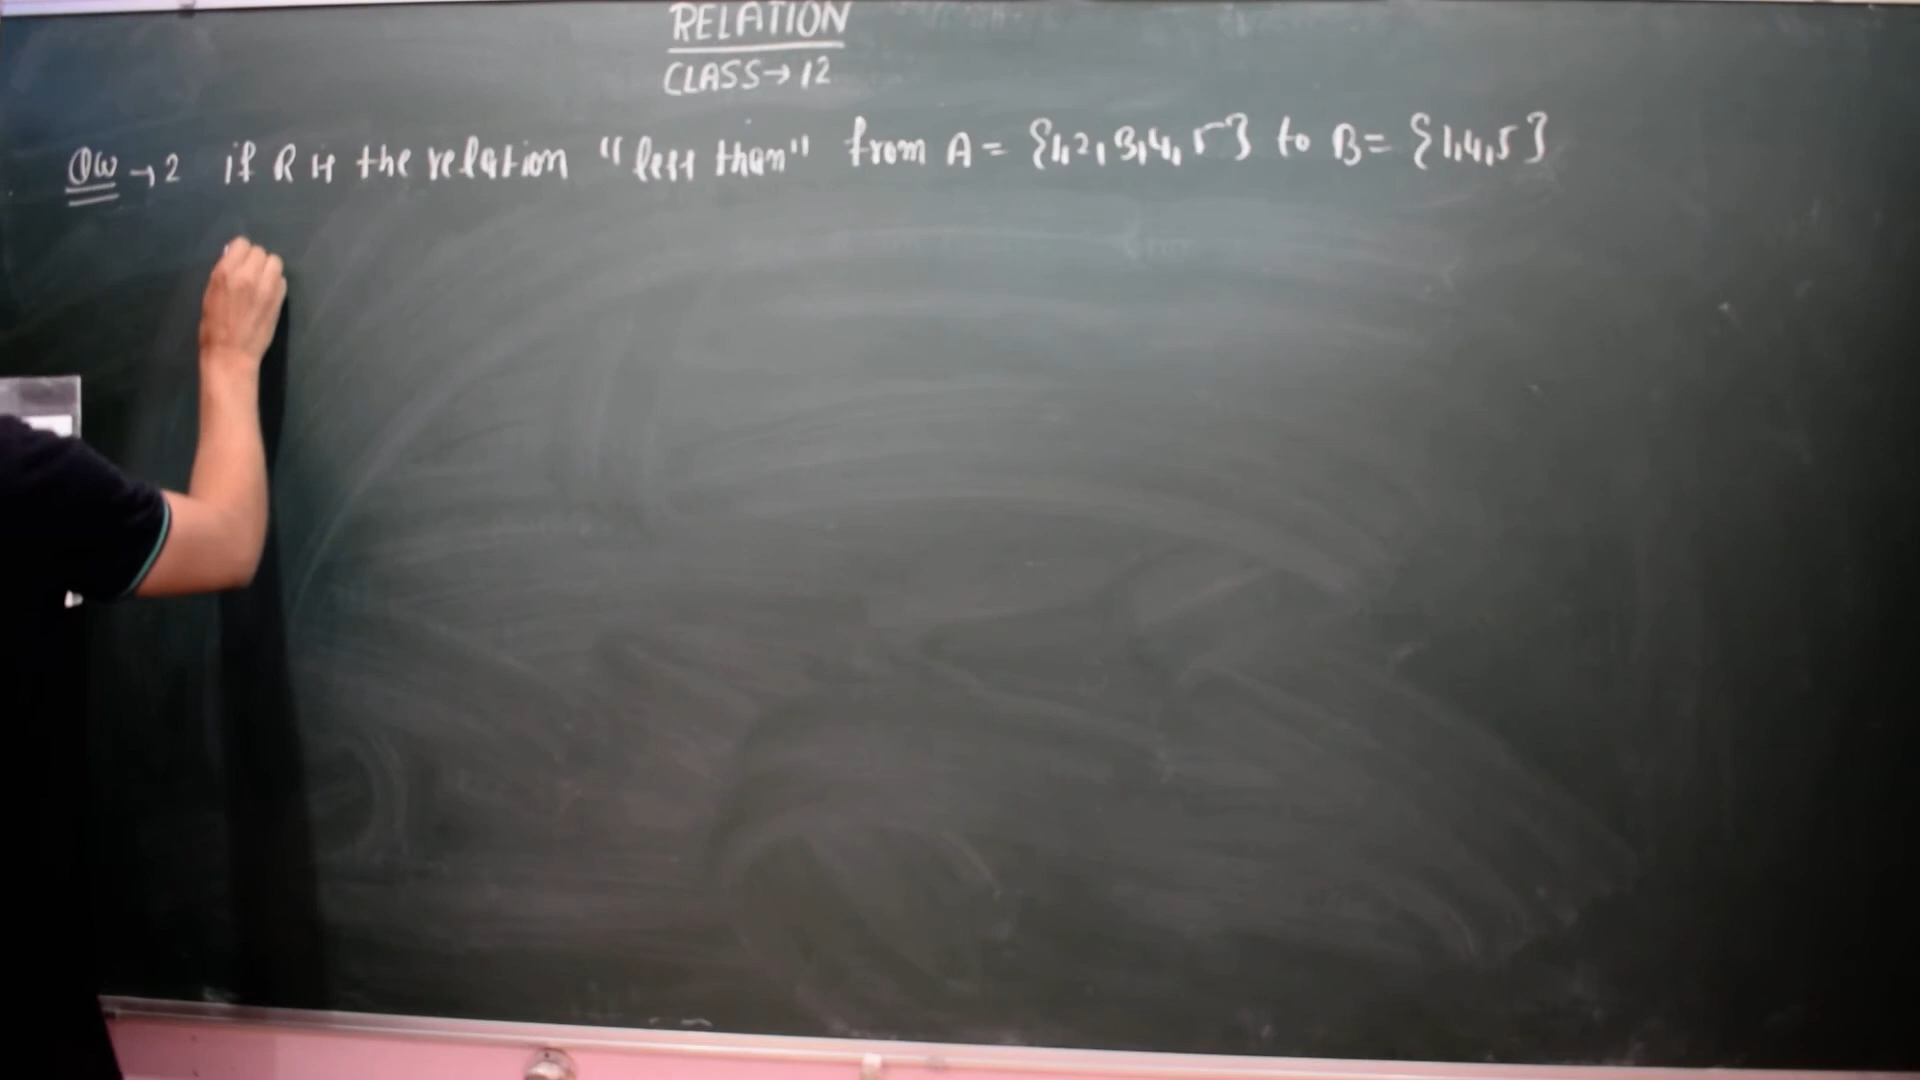 RELATION
CLASS→12
QW→2 if R is the relation "less than" from A = {1,2,3,4,5} to B= {1,4,5}